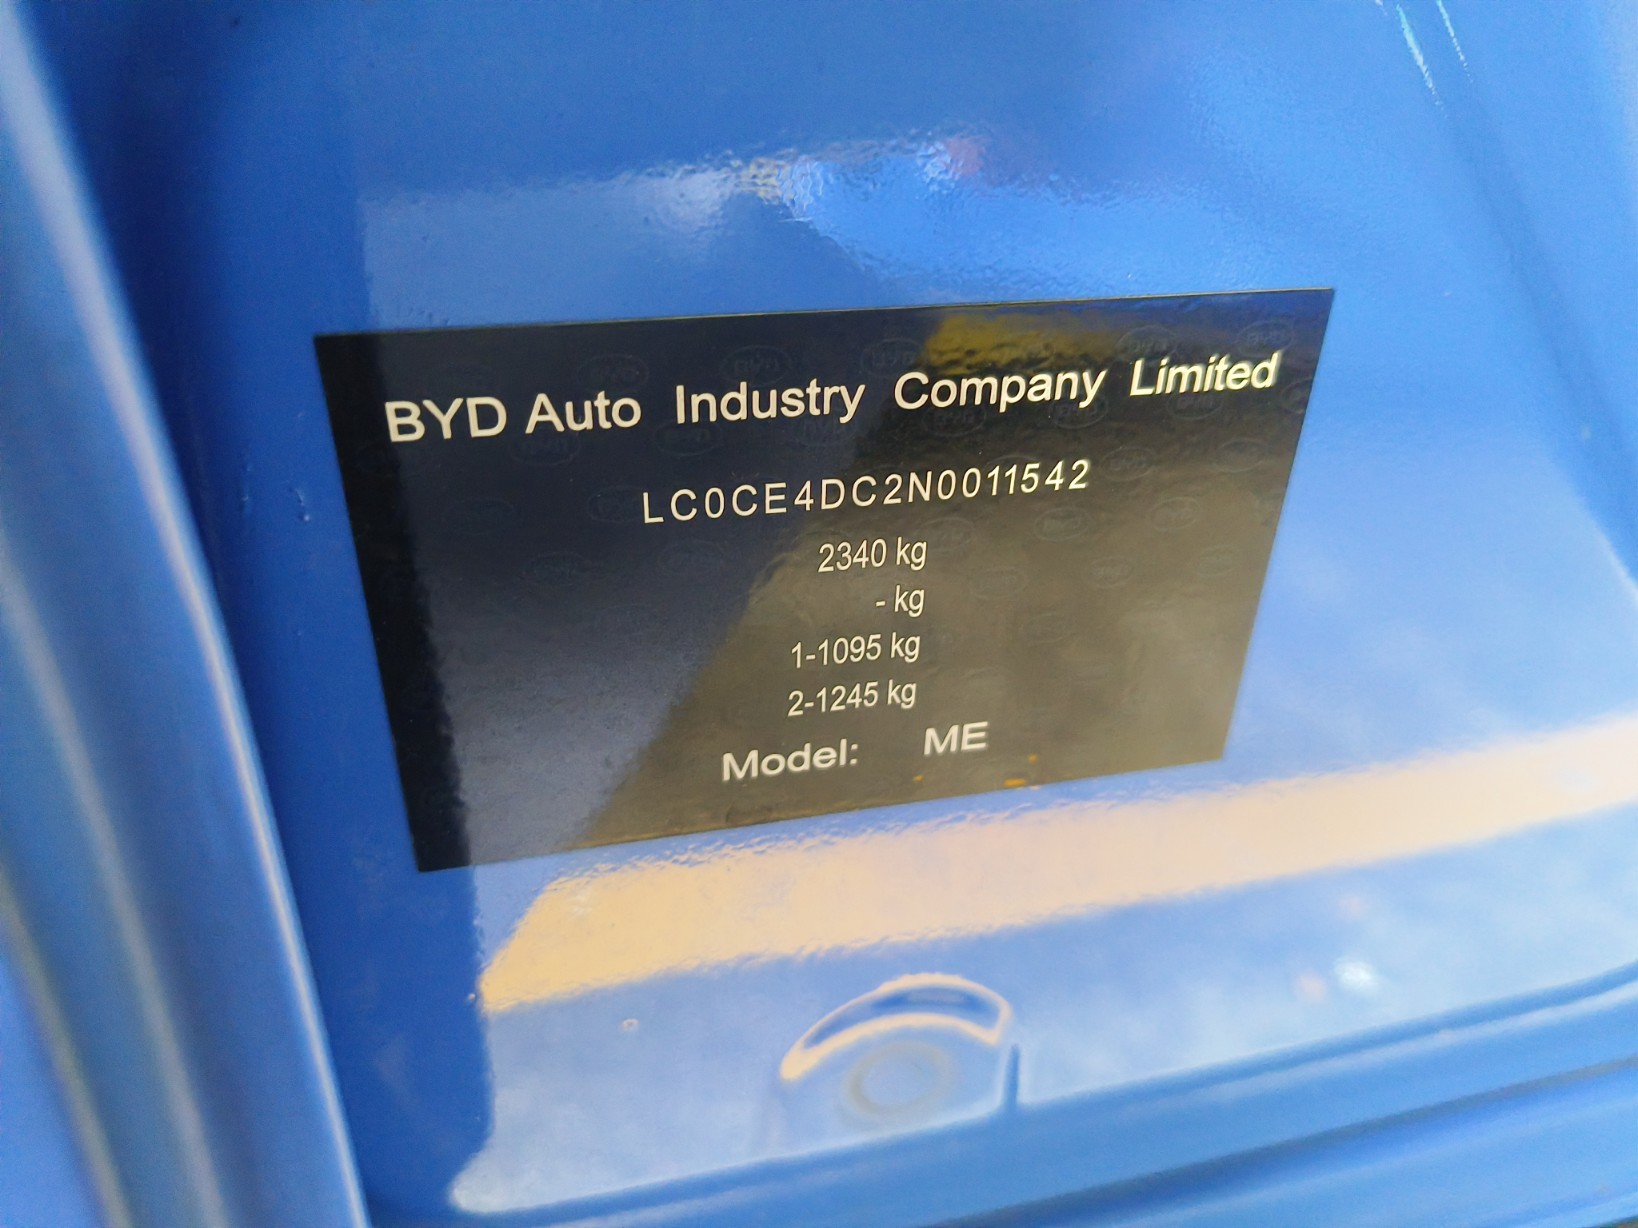 BYD Auto Industry Company Limited
LC0CE4DC2N0011542
2340 kg
- kg
1-1095 kg
2-1245 kg
Model: ME